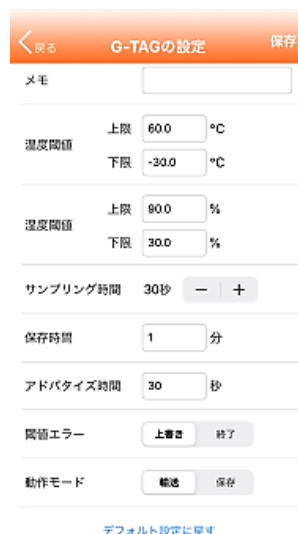 戻る G-TAGの設定 保存
メモ
温度閾値 上限 60.0 °C
下限 -30.0 °C
湿度閾値 上限 90.0 %
下限 30.0 %
サンプリング時間 30秒 − +
保存時間 1 分
アドバタイズ時間 30 秒
閾値エラー 上書き 終了
動作モード 輸送 保存
デフォルト設定に戻す